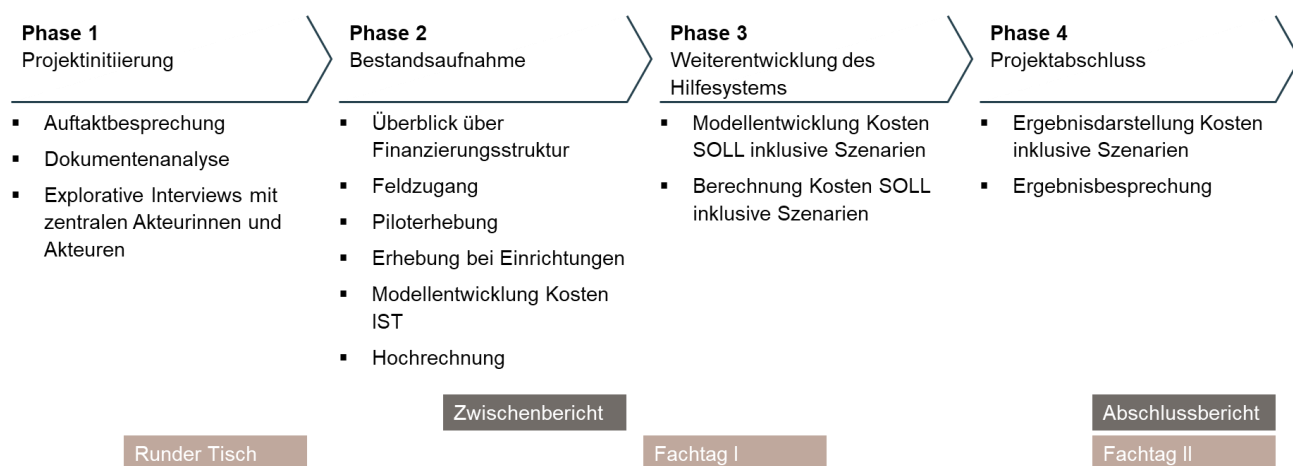 Phase 1
Projektinitiierung
▪ Auftaktbesprechung
▪ Dokumentenanalyse
▪ Explorative Interviews mit
zentralen Akteurinnen und
Akteuren
Phase 2
Bestandsaufnahme
▪ Überblick über
Finanzierungsstruktur
▪ Feldzugang
▪ Piloterhebung
▪ Erhebung bei Einrichtungen
▪ Modellentwicklung Kosten
IST
▪ Hochrechnung
Phase 3
Weiterentwicklung des
Hilfesystems
▪ Modellentwicklung Kosten
SOLL inklusive Szenarien
▪ Berechnung Kosten SOLL
inklusive Szenarien
Phase 4
Projektabschluss
▪ Ergebnisdarstellung Kosten
inklusive Szenarien
▪ Ergebnisbesprechung
Zwischenbericht
Abschlussbericht
Runder Tisch
Fachtag I
Fachtag II